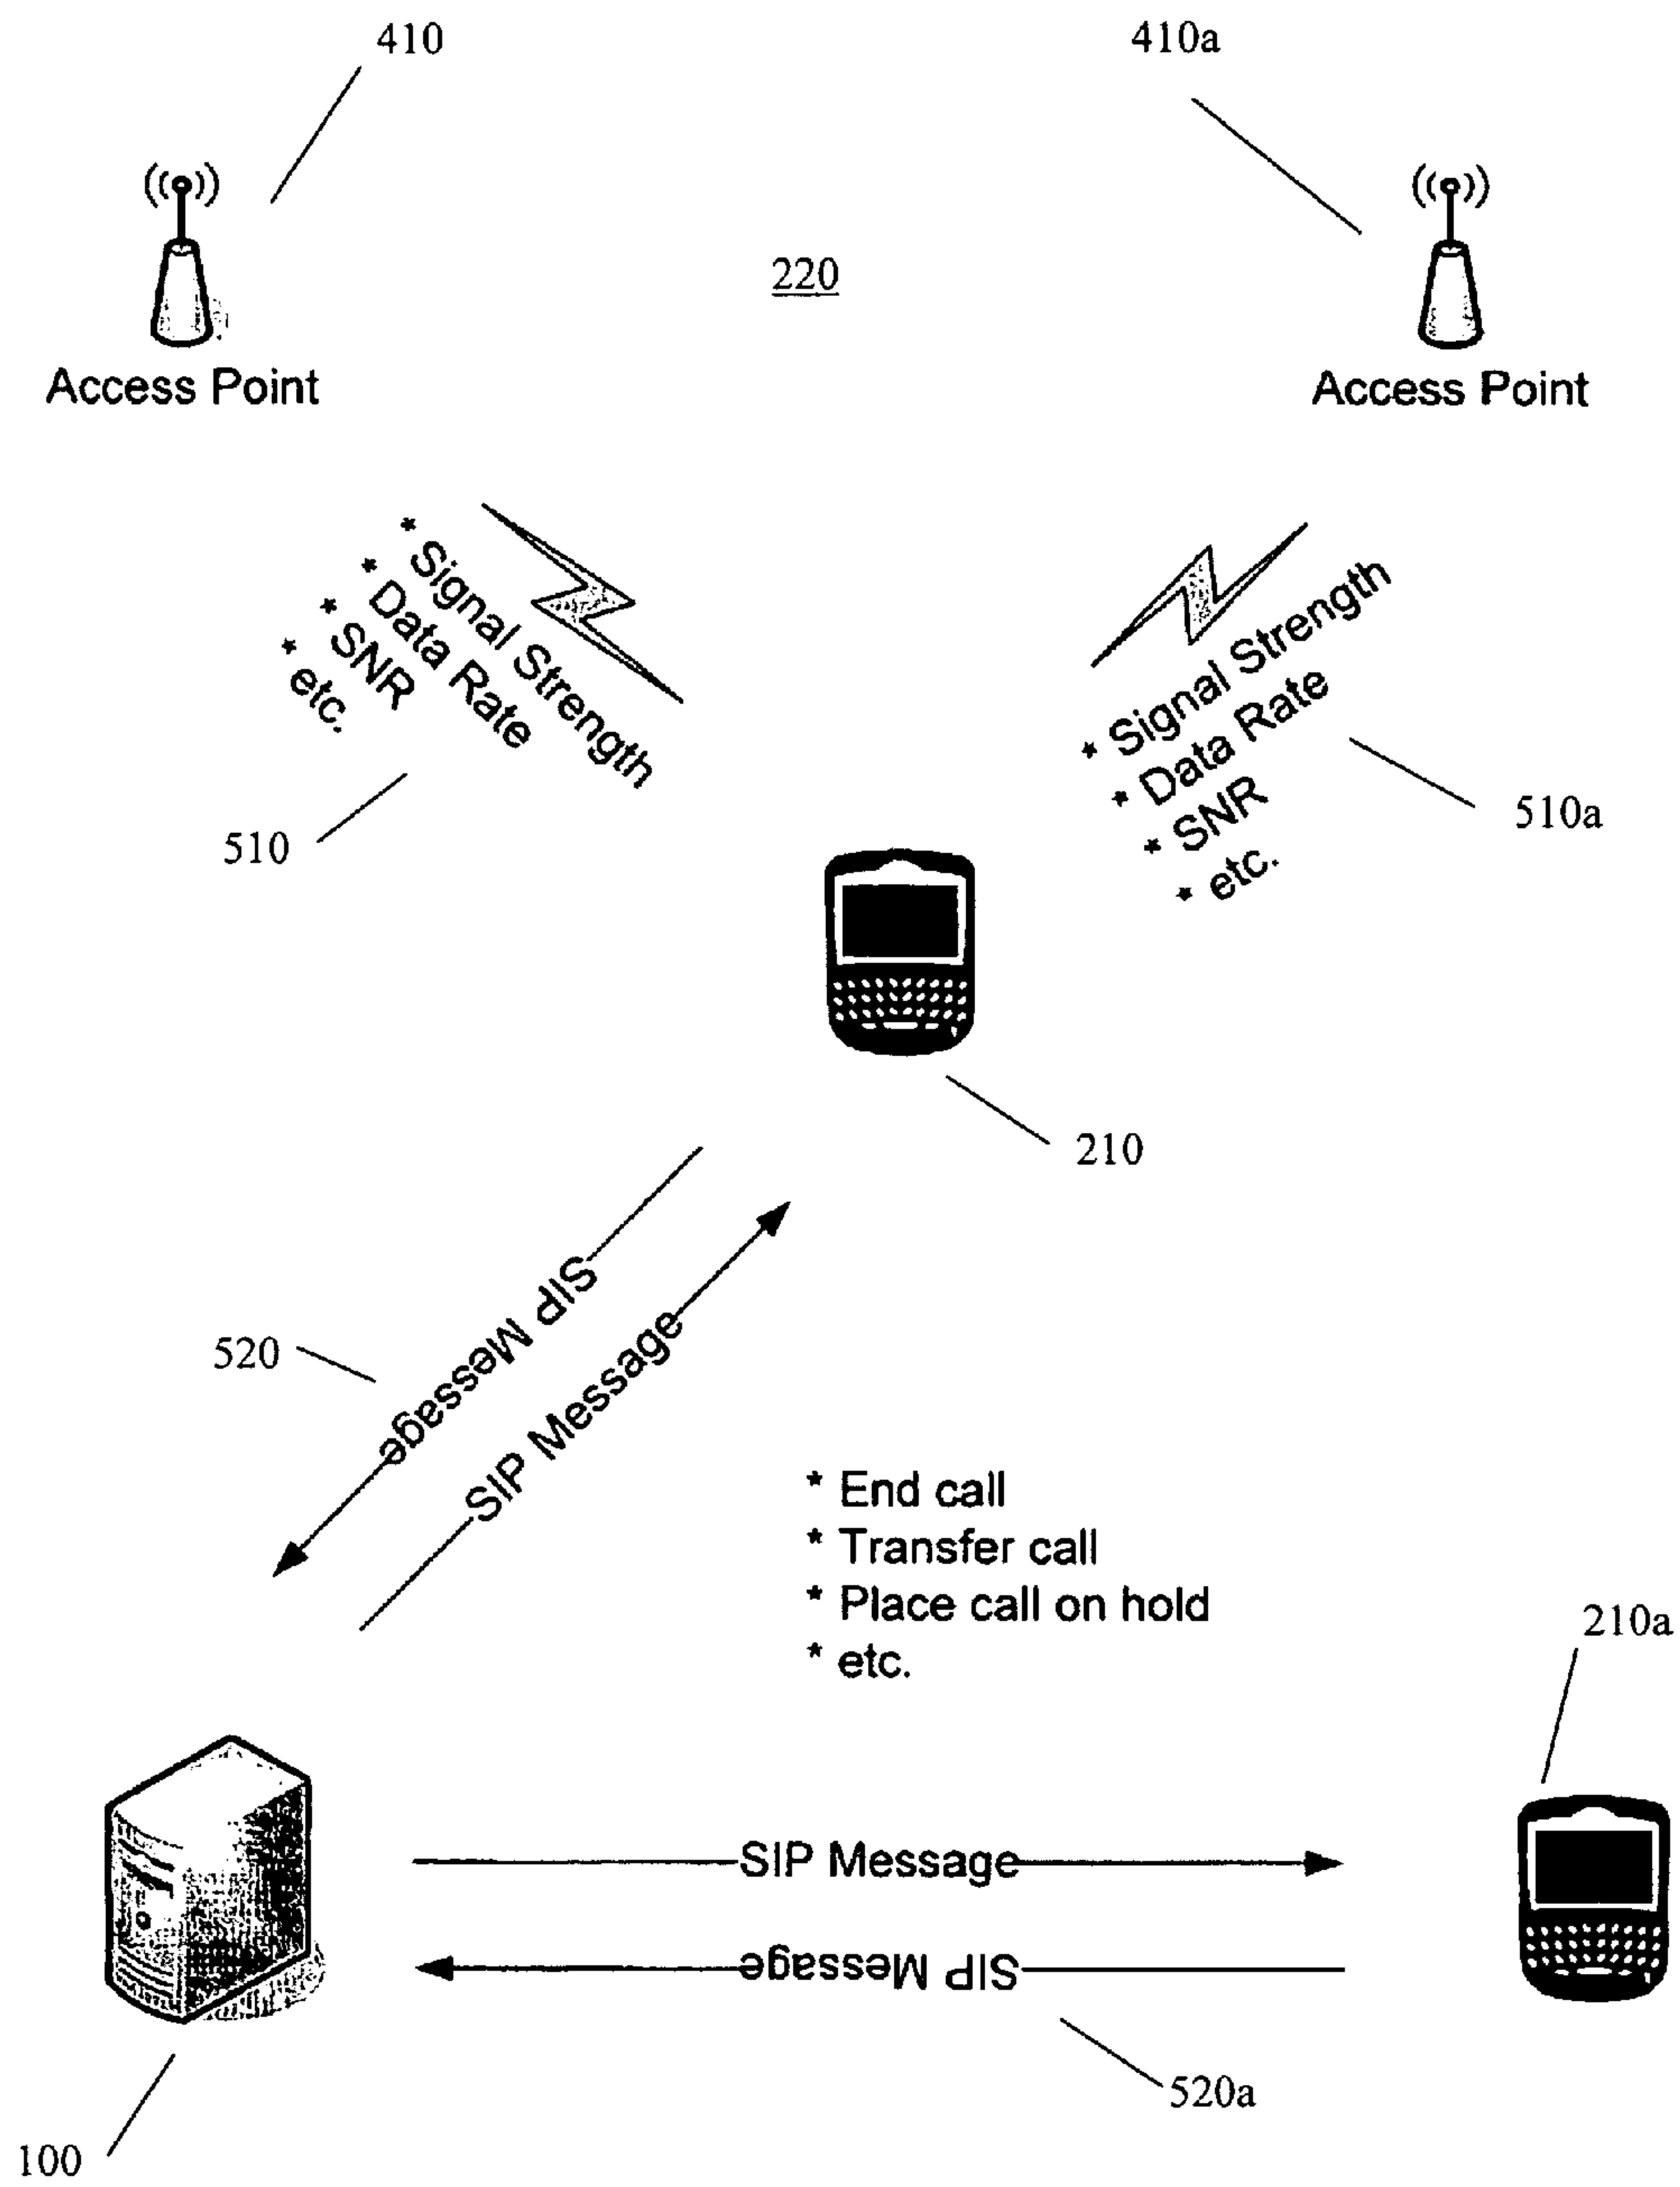 410
410a
220
Access Point
Access Point
* Signal Strength
* Data Rate
* SNR
* etc.
510
* Signal Strength
* Data Rate
* SNR
* etc.
510a
210
SIP Message
520
SIP Message
* End call
* Transfer call
* Place call on hold
* etc.
210a
SIP Message
SIP Message
520a
100